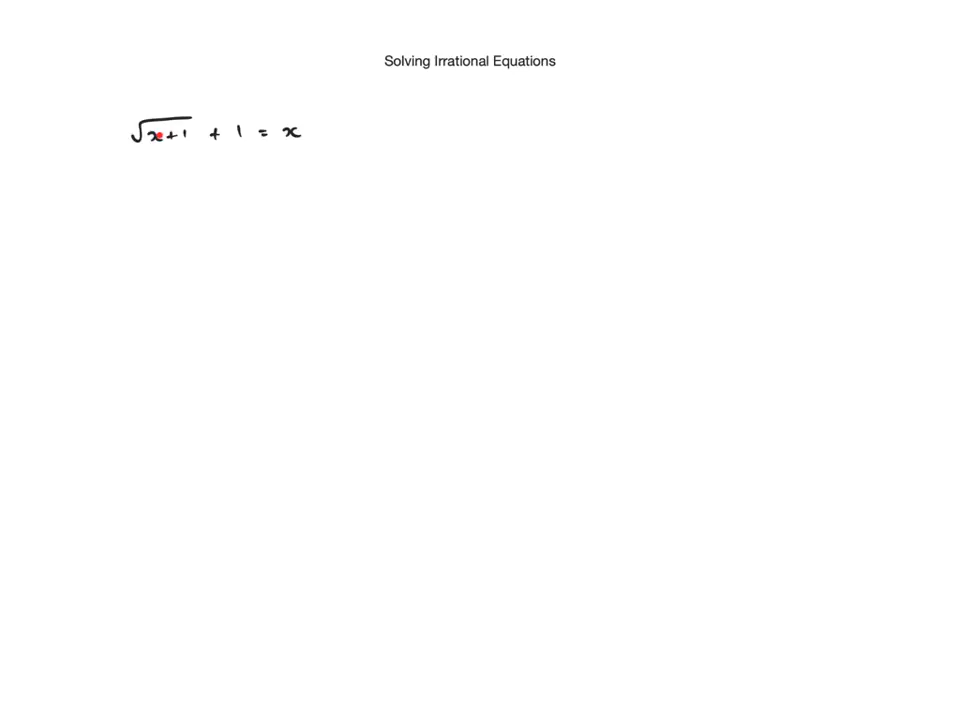 Solving Irrational Equations
√(x+1) + 1 = x